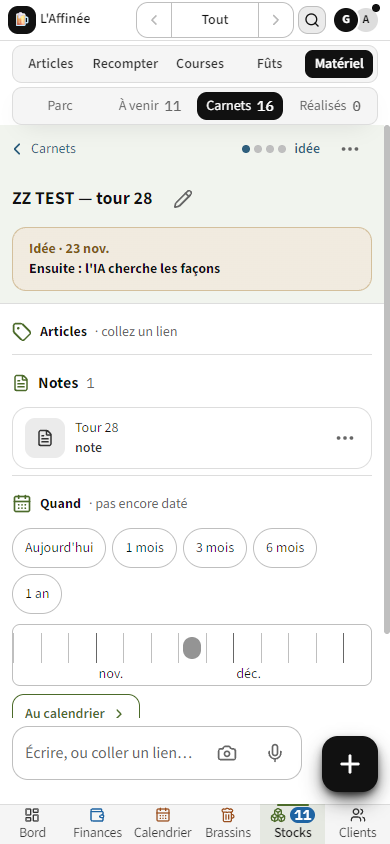 L'Affinée
Tout
G
A
Articles
Recompter
Courses
Fûts
Matériel
Parc
À venir 11
Carnets 16
Réalisés 0
Carnets
idée
ZZ TEST — tour 28
Idée · 23 nov.
Ensuite : l'IA cherche les façons
Articles · collez un lien
Notes 1
Tour 28
note
Quand · pas encore daté
Aujourd'hui
1 mois
3 mois
6 mois
1 an
nov.
déc.
Au calendrier
Écrire, ou coller un lien…
Bord
Finances
Calendrier
Brassins
11
Stocks
Clients